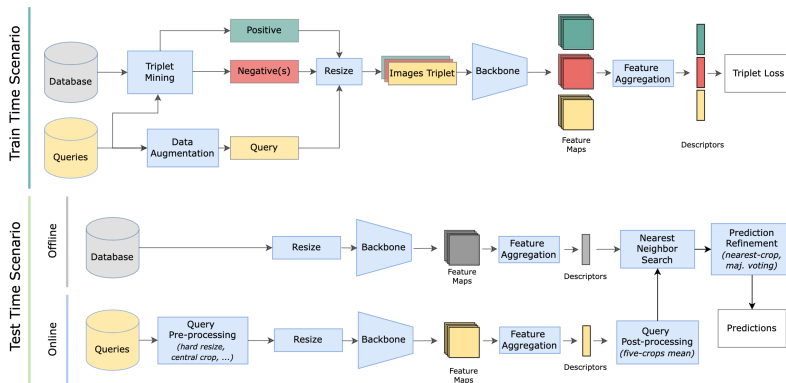 Train Time Scenario
Database
Queries
Triplet
Mining
Data
Augmentation
Positive
Negative(s)
Query
Resize
Images Triplet
Backbone
Feature
Maps
Feature
Aggregation
Descriptors
Triplet Loss
Test Time Scenario
Offline
Database
Resize
Backbone
Feature
Maps
Feature
Aggregation
Descriptors
Nearest
Neighbor
Search
Prediction
Refinement
(nearest-crop,
maj. voting)
Online
Queries
Query
Pre-processing
(hard resize,
central crop, ...)
Resize
Backbone
Feature
Maps
Feature
Aggregation
Descriptors
Query
Post-processing
(five-crops mean)
Predictions